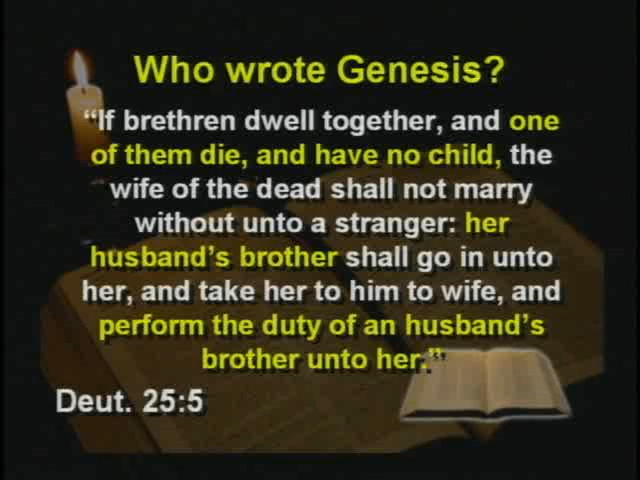 Who wrote Genesis?
“If brethren dwell together, and one
of them die, and have no child, the
wife of the dead shall not marry
without unto a stranger: her
husband’s brother shall go in unto
her, and take her to him to wife, and
perform the duty of an husband’s
brother unto her.”
Deut. 25:5